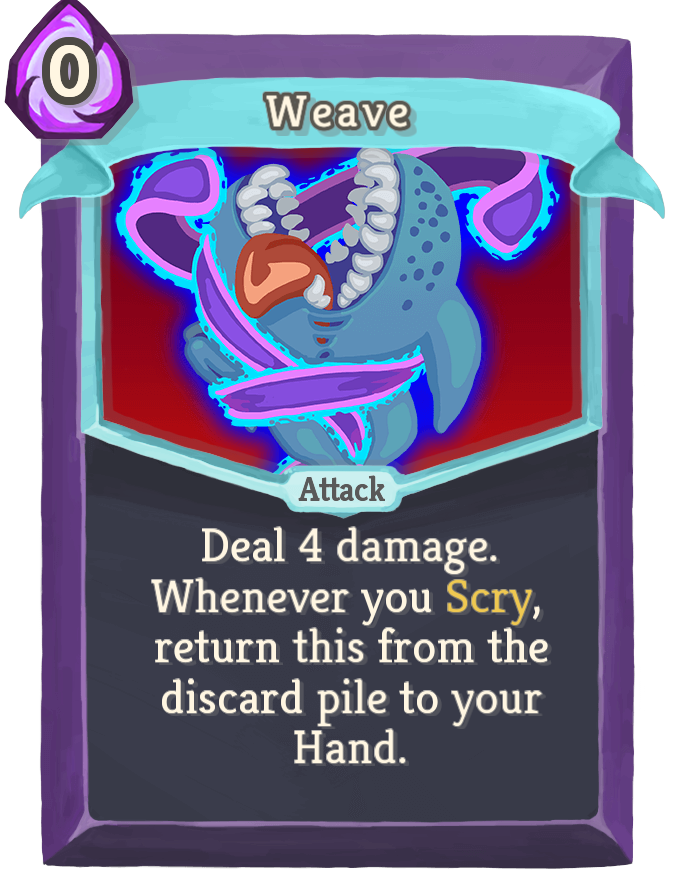 0
Weave
Attack
Deal 4 damage.
Whenever you Scry,
return this from the
discard pile to your
Hand.